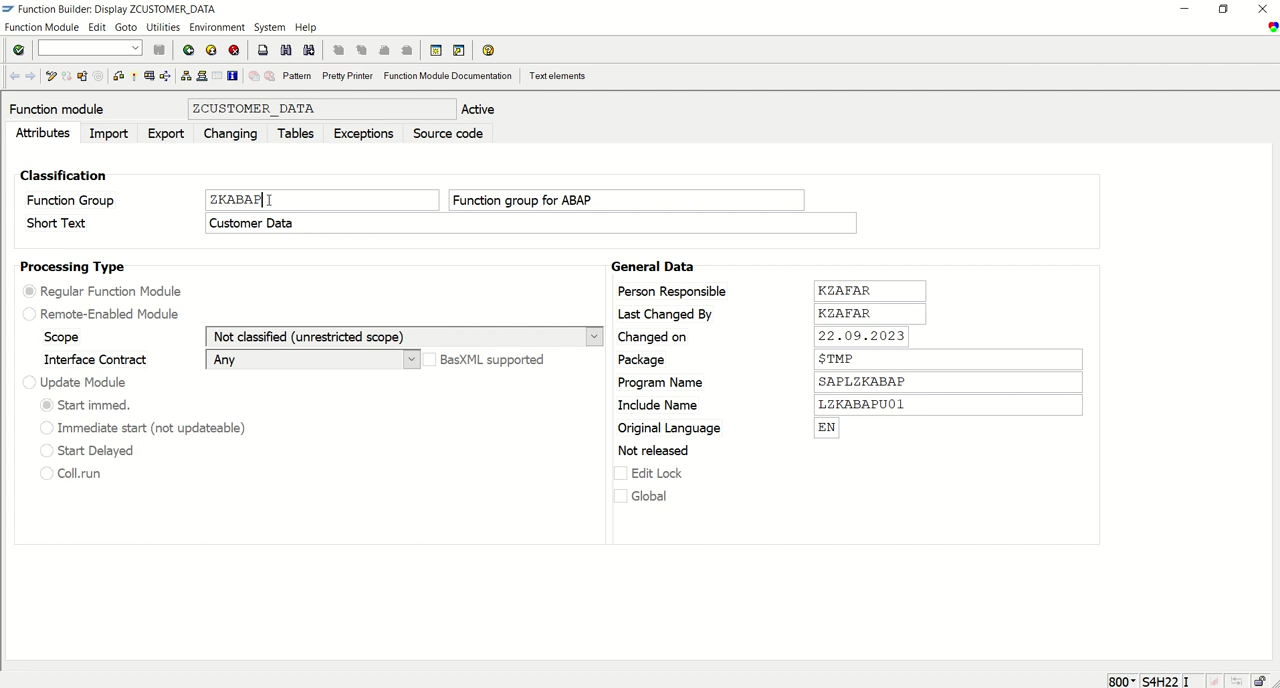 Function Builder: Display ZCUSTOMER_DATA
Function Module Edit Goto Utilities Environment System Help
Pattern Pretty Printer Function Module Documentation Text elements
Function module ZCUSTOMER_DATA Active
Attributes Import Export Changing Tables Exceptions Source code
Classification
Function Group ZKABAP Function group for ABAP
Short Text Customer Data
Processing Type
Regular Function Module
Remote-Enabled Module
Scope Not classified (unrestricted scope)
Interface Contract Any BasXML supported
Update Module
Start immed.
Immediate start (not updateable)
Start Delayed
Coll.run
General Data
Person Responsible KZAFAR
Last Changed By KZAFAR
Changed on 22.09.2023
Package $TMP
Program Name SAPLZKABAP
Include Name LZKABAPU01
Original Language EN
Not released
Edit Lock
Global
800 S4H22 I